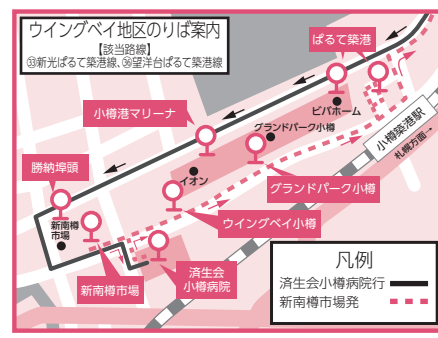 ウイングベイ地区のりば案内
【該当路線】
㉝新光ぱるて築港線、㊱望洋台ぱるて築港線
ぱるて築港
小樽港マリーナ
ビバホーム
グランドパーク小樽
小樽築港駅
札幌方面→
勝納埠頭
イオン
グランドパーク小樽
新南樽
市場
ウイングベイ小樽
新南樽市場
済生会
小樽病院
凡例
済生会小樽病院行
新南樽市場発